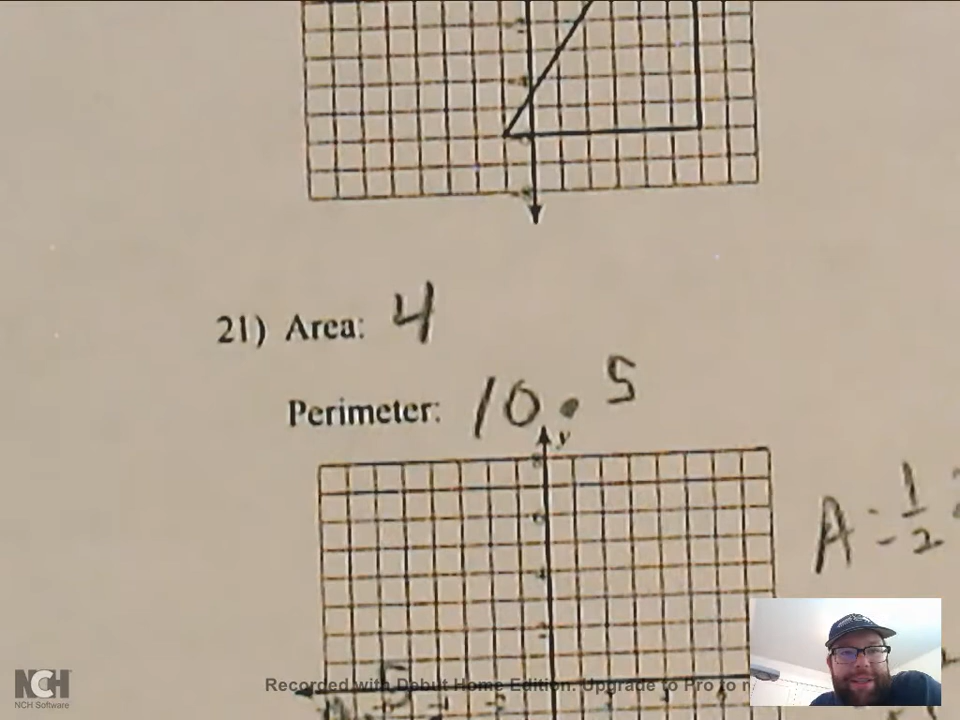 21) Area: 4
Perimeter: 10.5
y
A = 1/2
NCH
NCH Software
Recorded with Debut Home Edition. Upgrade to Pro to r